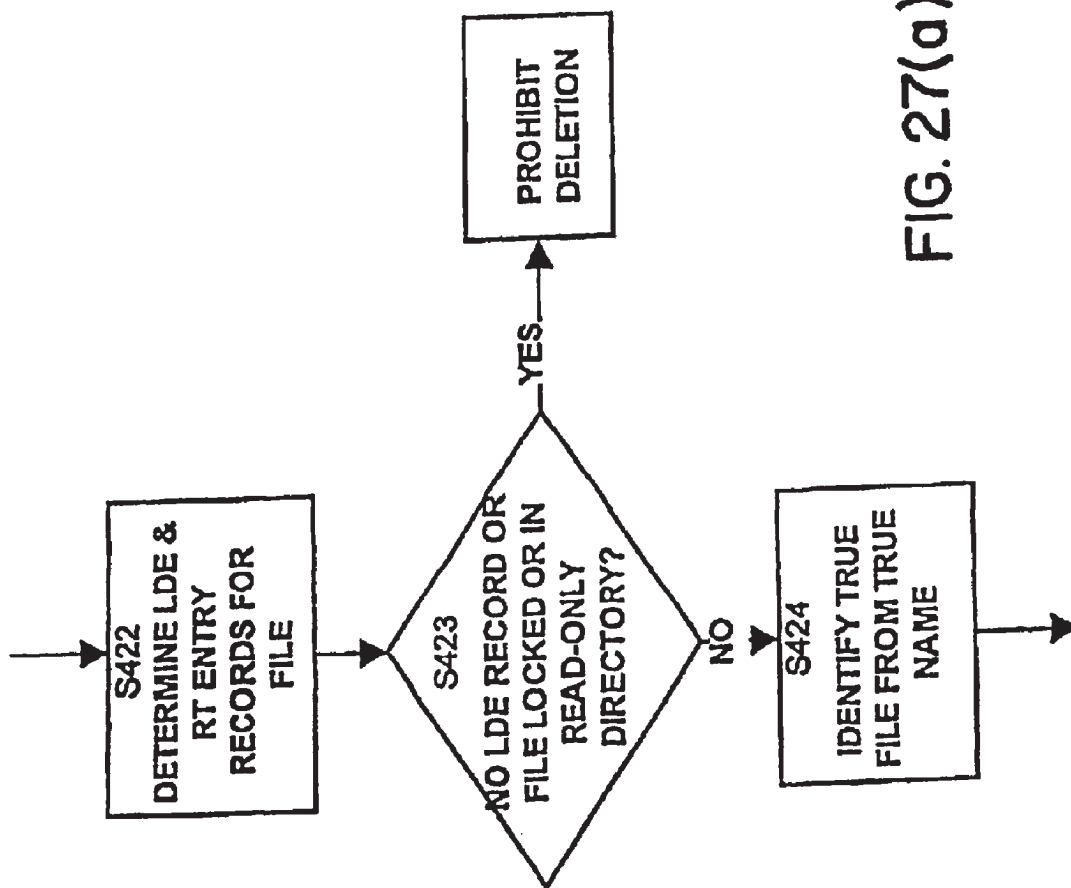 S422
DETERMINE LDE &
RT ENTRY
RECORDS FOR
FILE
S423
NO LDE RECORD OR
FILE LOCKED OR IN
READ-ONLY
DIRECTORY?
YES
PROHIBIT
DELETION
NO
S424
IDENTIFY TRUE
FILE FROM TRUE
NAME
FIG. 27(a)